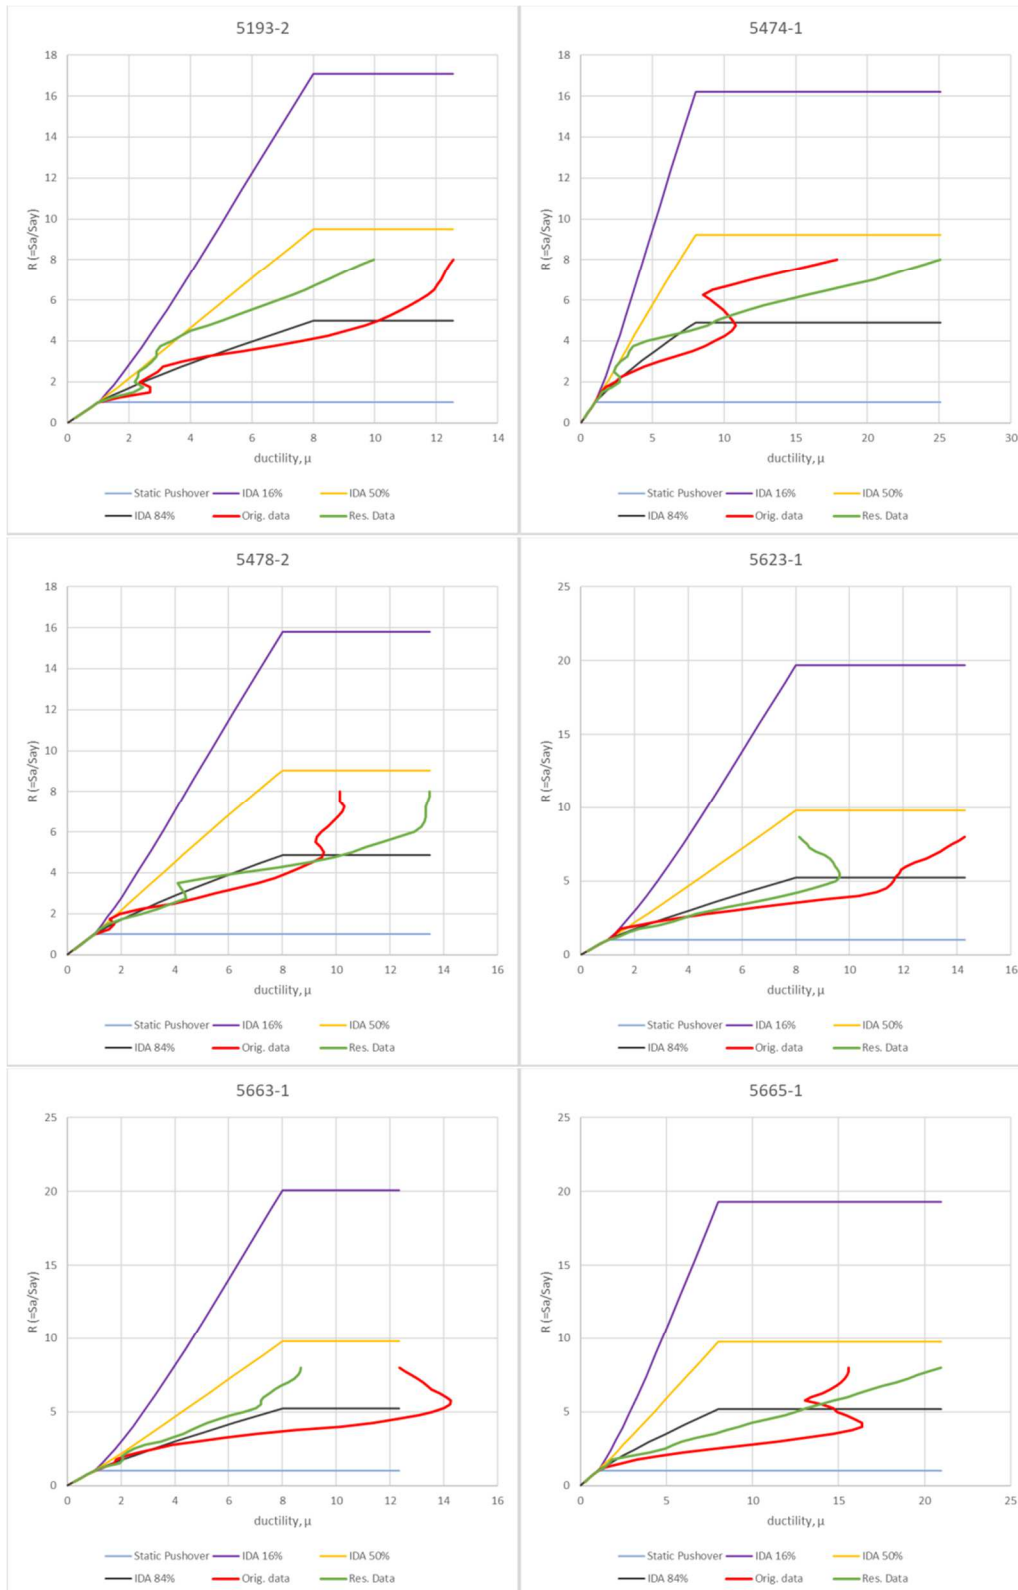 5193-2
18
16
14
12
10
8
6
4
2
0
R (=Sa/Say)
0 2 4 6 8 10 12 14
ductility, μ
Static Pushover IDA 16% IDA 50%
IDA 84% Orig. data Res. Data
5474-1
18
16
14
12
10
8
6
4
2
0
R (=Sa/Say)
0 5 10 15 20 25 30
ductility, μ
Static Pushover IDA 16% IDA 50%
IDA 84% Orig. data Res. Data
5478-2
18
16
14
12
10
8
6
4
2
0
R (=Sa/Say)
0 2 4 6 8 10 12 14 16
ductility, μ
Static Pushover IDA 16% IDA 50%
IDA 84% Orig. data Res. Data
5623-1
25
20
15
10
5
0
R (=Sa/Say)
0 2 4 6 8 10 12 14 16
ductility, μ
Static Pushover IDA 16% IDA 50%
IDA 84% Orig. data Res. Data
5663-1
25
20
15
10
5
0
R (=Sa/Say)
0 2 4 6 8 10 12 14 16
ductility, μ
Static Pushover IDA 16% IDA 50%
IDA 84% Orig. data Res. Data
5665-1
25
20
15
10
5
0
R (=Sa/Say)
0 5 10 15 20 25
ductility, μ
Static Pushover IDA 16% IDA 50%
IDA 84% Orig. data Res. Data